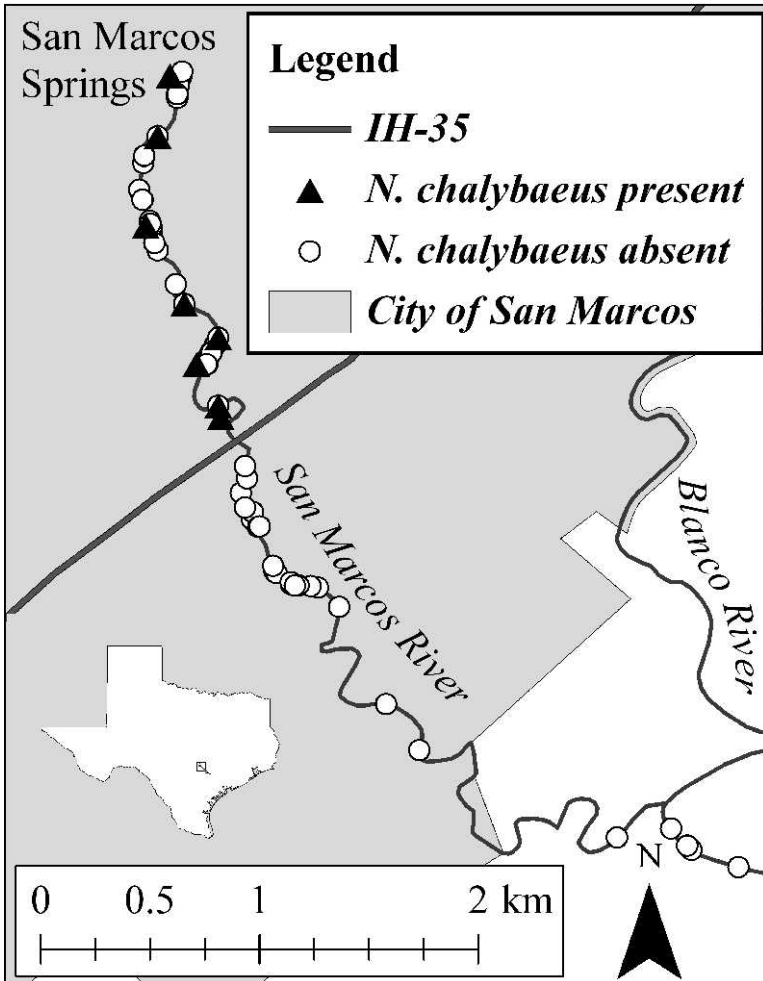 San Marcos
Springs
Legend
IH-35
N. chalybaeus present
N. chalybaeus absent
City of San Marcos
San Marcos River
Blanco River
N
0 0.5 1 2 km